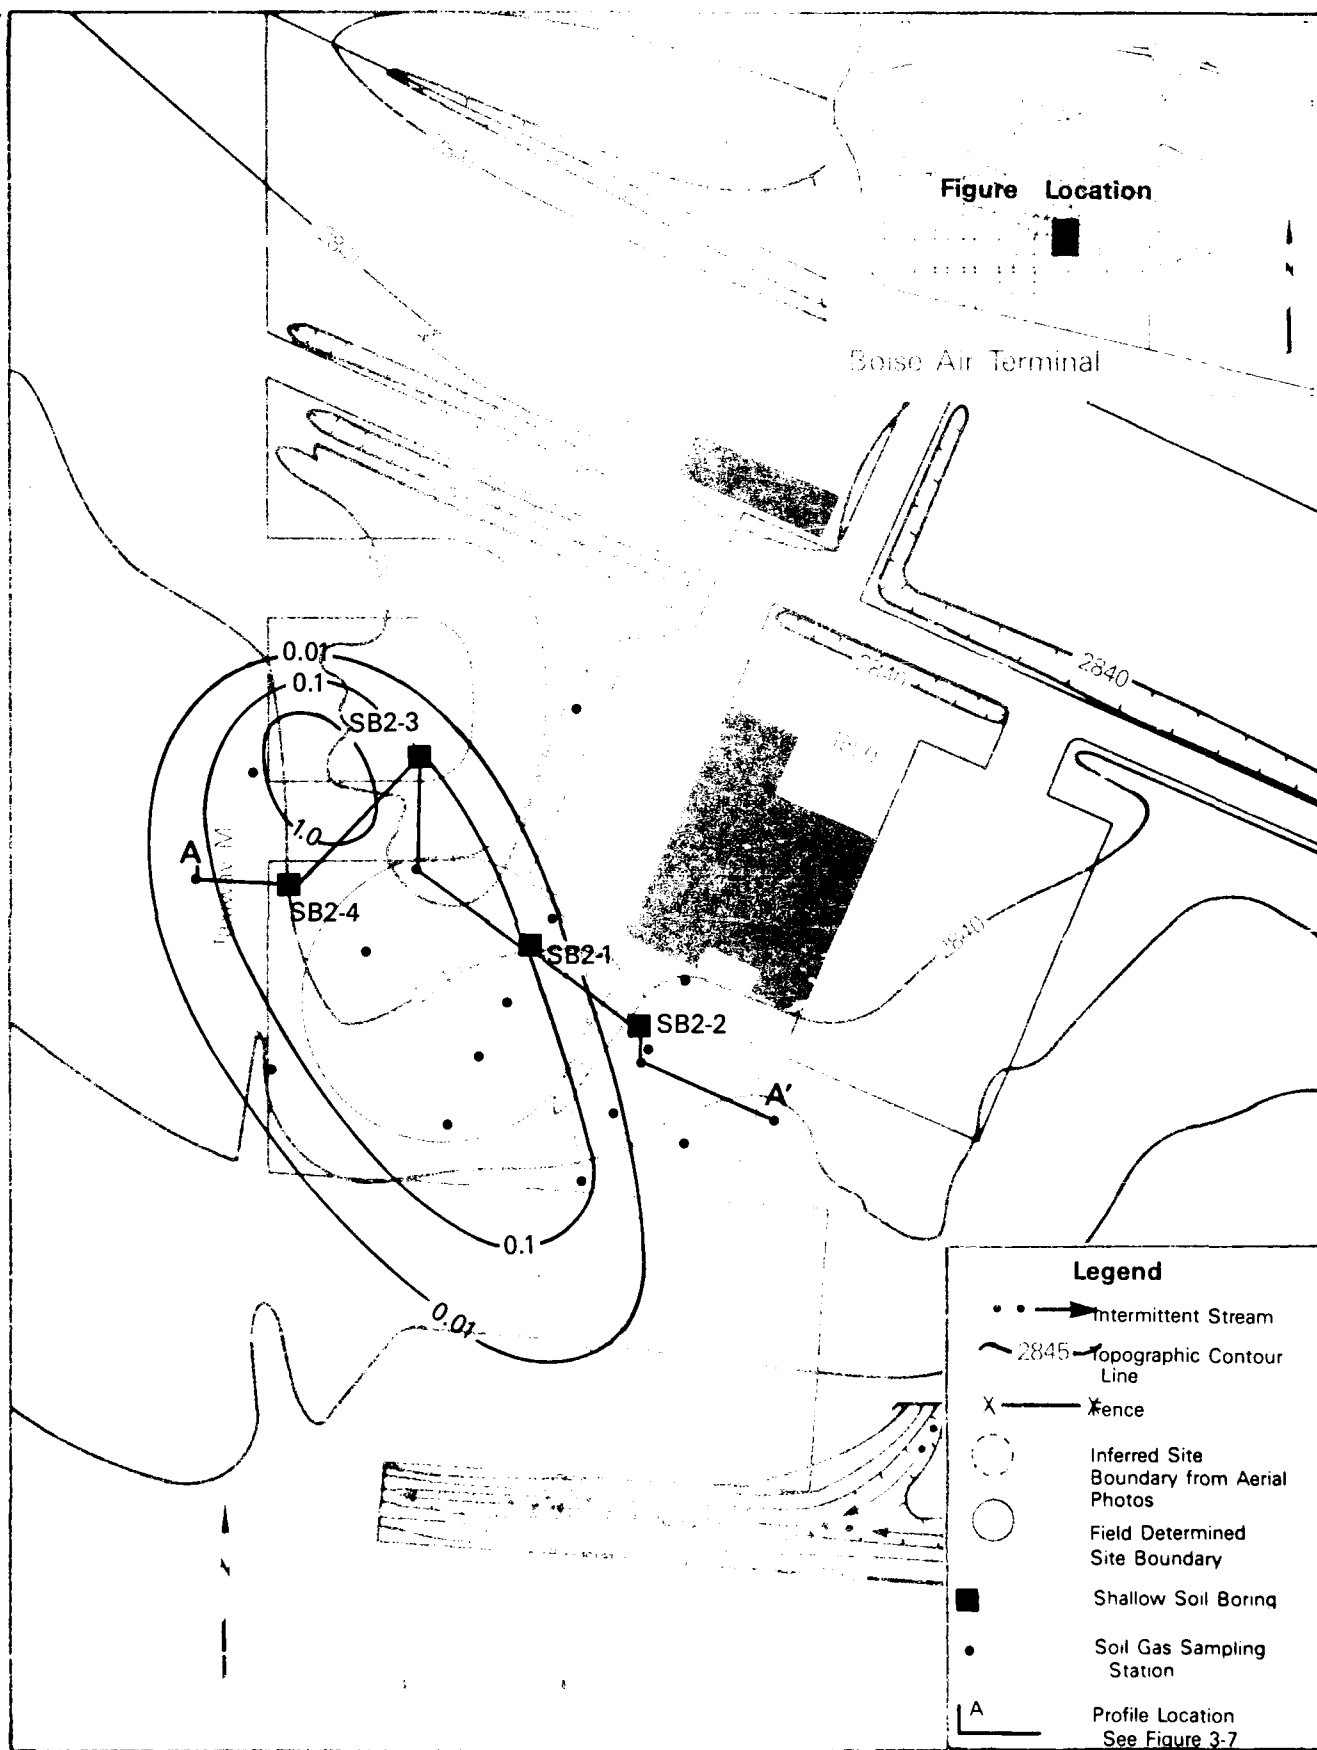 Figure Location
N
Boise Air Terminal
2840
2840
0.01
0.1
SB2-3
1.0
A
SB2-4
SB2-1
2840
SB2-2
A'
0.1
0.01
N
Legend
Intermittent Stream
2845 Topographic Contour
Line
X X Fence
Inferred Site
Boundary from Aerial
Photos
Field Determined
Site Boundary
Shallow Soil Boring
Soil Gas Sampling
Station
A
Profile Location
See Figure 3-7